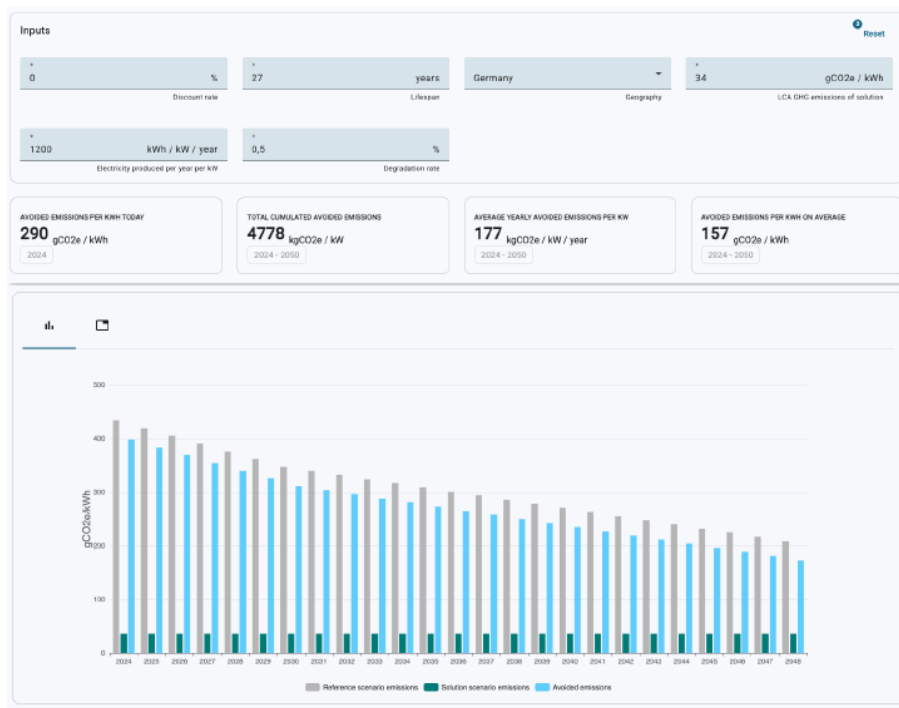 Inputs
Reset
* * *
0 % 27 years Germany 34 gCO2e / kWh
Discount rate Lifespan Geography LCA GHG emissions of solution
* *
1200 kWh / kW / year 0,5 %
Electricity produced per year per kW Degradation rate
AVOIDED EMISSIONS PER KWH TODAY
290 gCO2e / kWh
2024
TOTAL CUMULATED AVOIDED EMISSIONS
4778 kgCO2e / kW
2024 - 2050
AVERAGE YEARLY AVOIDED EMISSIONS PER KW
177 kgCO2e / kW / year
2024 - 2050
AVOIDED EMISSIONS PER KWH ON AVERAGE
157 gCO2e / kWh
2024 - 2050
gCO2e/kWh
500
400
300
200
100
0
2024 2025 2026 2027 2028 2029 2030 2031 2032 2033 2034 2035 2036 2037 2038 2039 2040 2041 2042 2043 2044 2045 2046 2047 2048
Reference scenario emissions Solution scenario emissions Avoided emissions